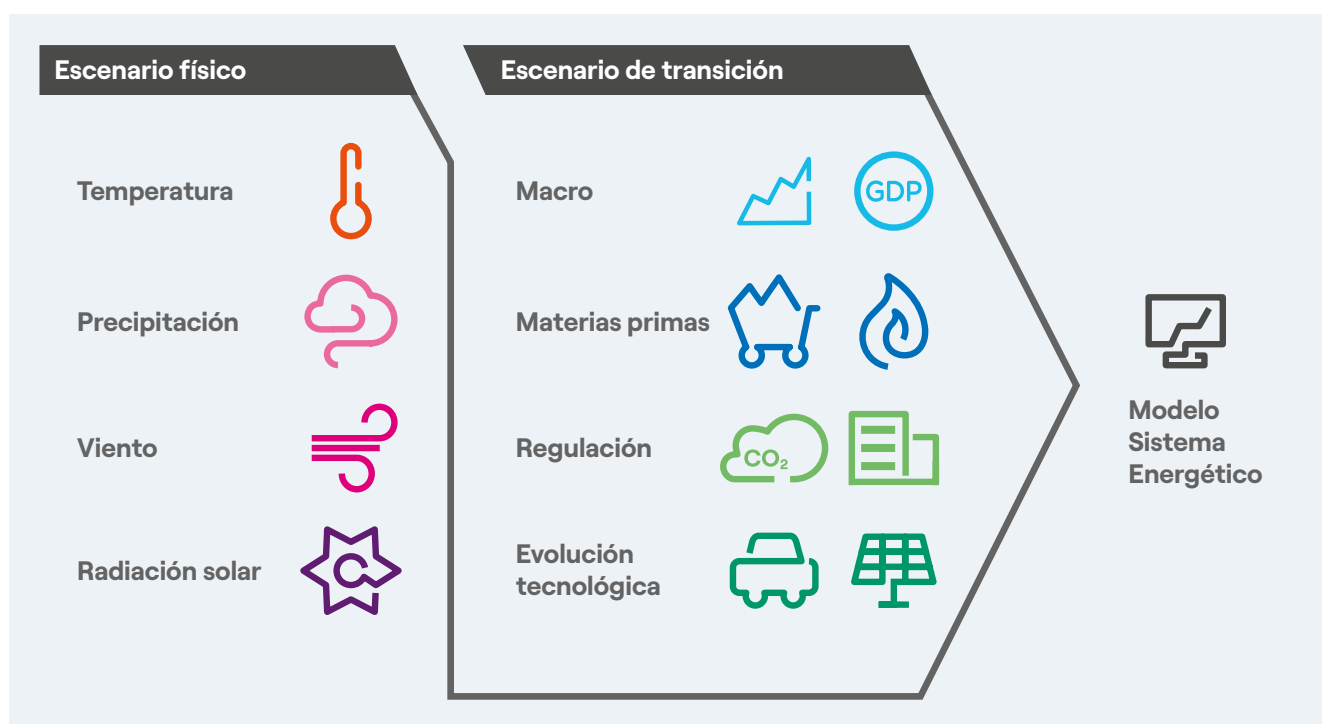 Escenario físico
Temperatura
Precipitación
Viento
Radiación solar
Escenario de transición
Macro
GDP
Materias primas
Regulación
CO₂
Evolución
tecnológica
Modelo
Sistema
Energético